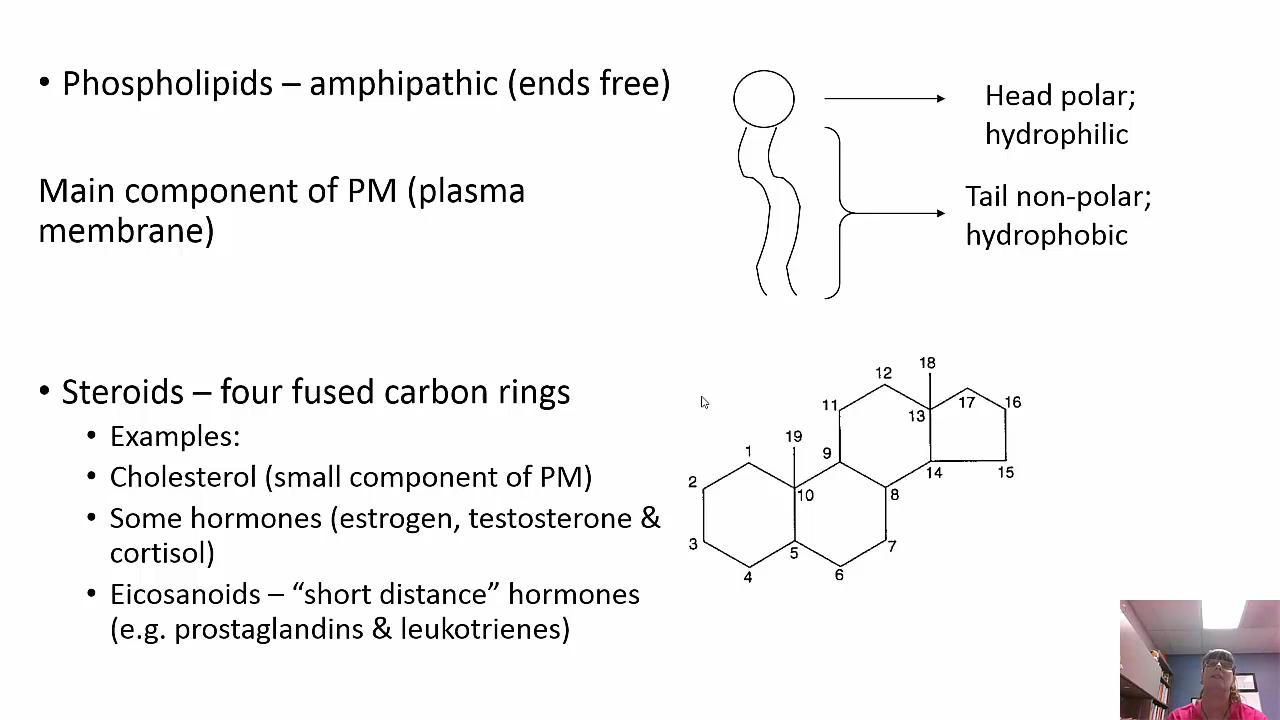 • Phospholipids – amphipathic (ends free)
Head polar;
hydrophilic
Main component of PM (plasma
membrane)
Tail non-polar;
hydrophobic
• Steroids – four fused carbon rings
• Examples:
• Cholesterol (small component of PM)
• Some hormones (estrogen, testosterone &
cortisol)
• Eicosanoids – “short distance” hormones
(e.g. prostaglandins & leukotrienes)
18
12
17
16
11
13
19
1
9
14
15
2
10
8
3
5
7
4
6